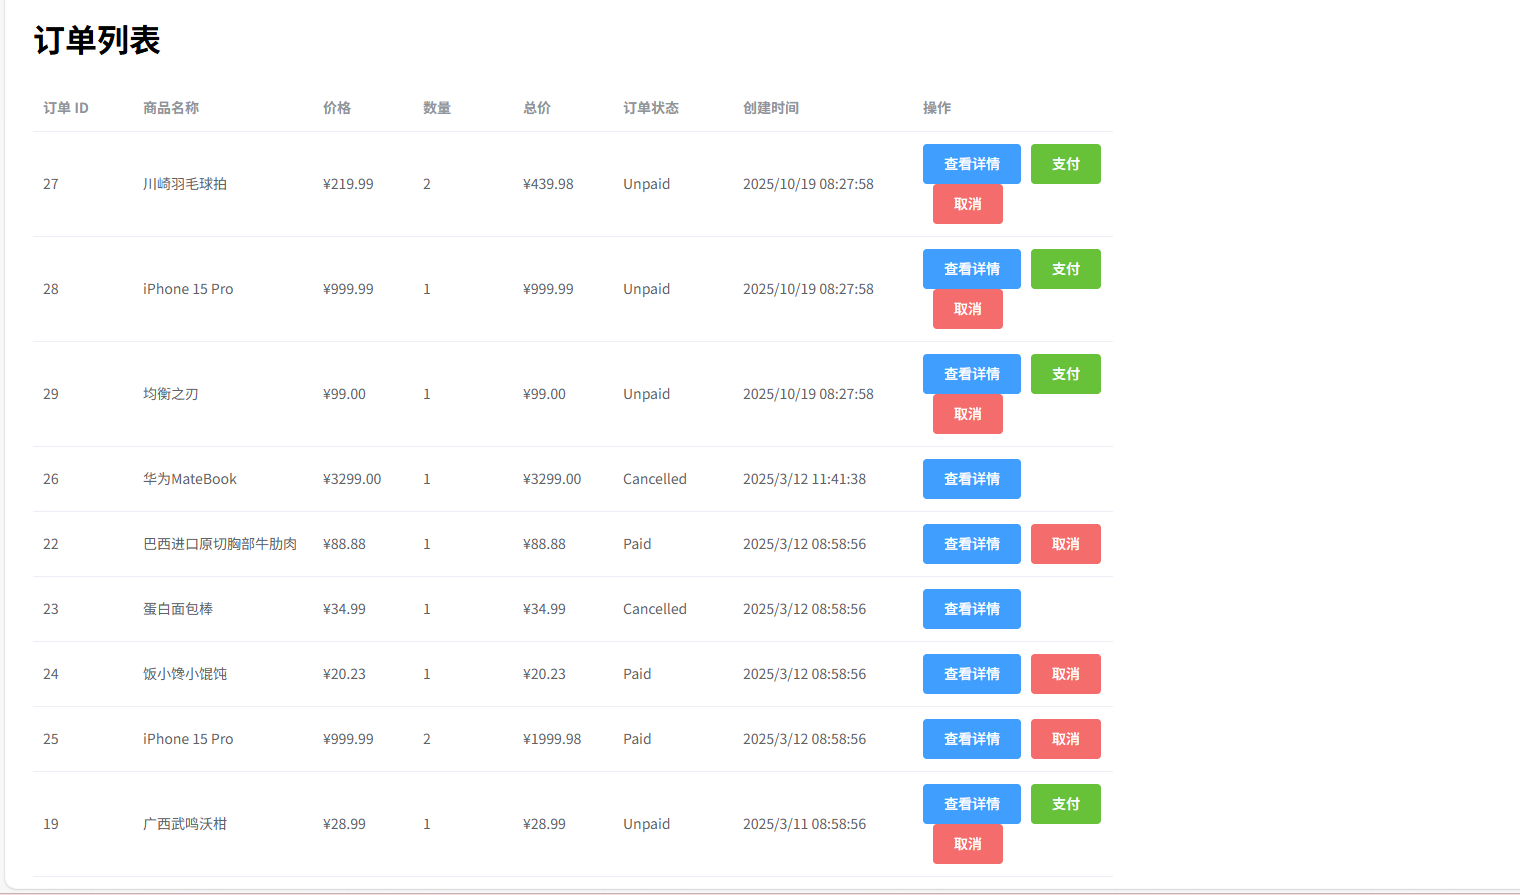 订单列表
订单 ID 商品名称 价格 数量 总价 订单状态 创建时间 操作
27 川崎羽毛球拍 ¥219.99 2 ¥439.98 Unpaid 2025/10/19 08:27:58 查看详情 支付
取消
28 iPhone 15 Pro ¥999.99 1 ¥999.99 Unpaid 2025/10/19 08:27:58 查看详情 支付
取消
29 均衡之刃 ¥99.00 1 ¥99.00 Unpaid 2025/10/19 08:27:58 查看详情 支付
取消
26 华为MateBook ¥3299.00 1 ¥3299.00 Cancelled 2025/3/12 11:41:38 查看详情
22 巴西进口原切胸部牛肋肉 ¥88.88 1 ¥88.88 Paid 2025/3/12 08:58:56 查看详情 取消
23 蛋白面包棒 ¥34.99 1 ¥34.99 Cancelled 2025/3/12 08:58:56 查看详情
24 饭小馋小馄饨 ¥20.23 1 ¥20.23 Paid 2025/3/12 08:58:56 查看详情 取消
25 iPhone 15 Pro ¥999.99 2 ¥1999.98 Paid 2025/3/12 08:58:56 查看详情 取消
19 广西武鸣沃柑 ¥28.99 1 ¥28.99 Unpaid 2025/3/11 08:58:56 查看详情 支付
取消